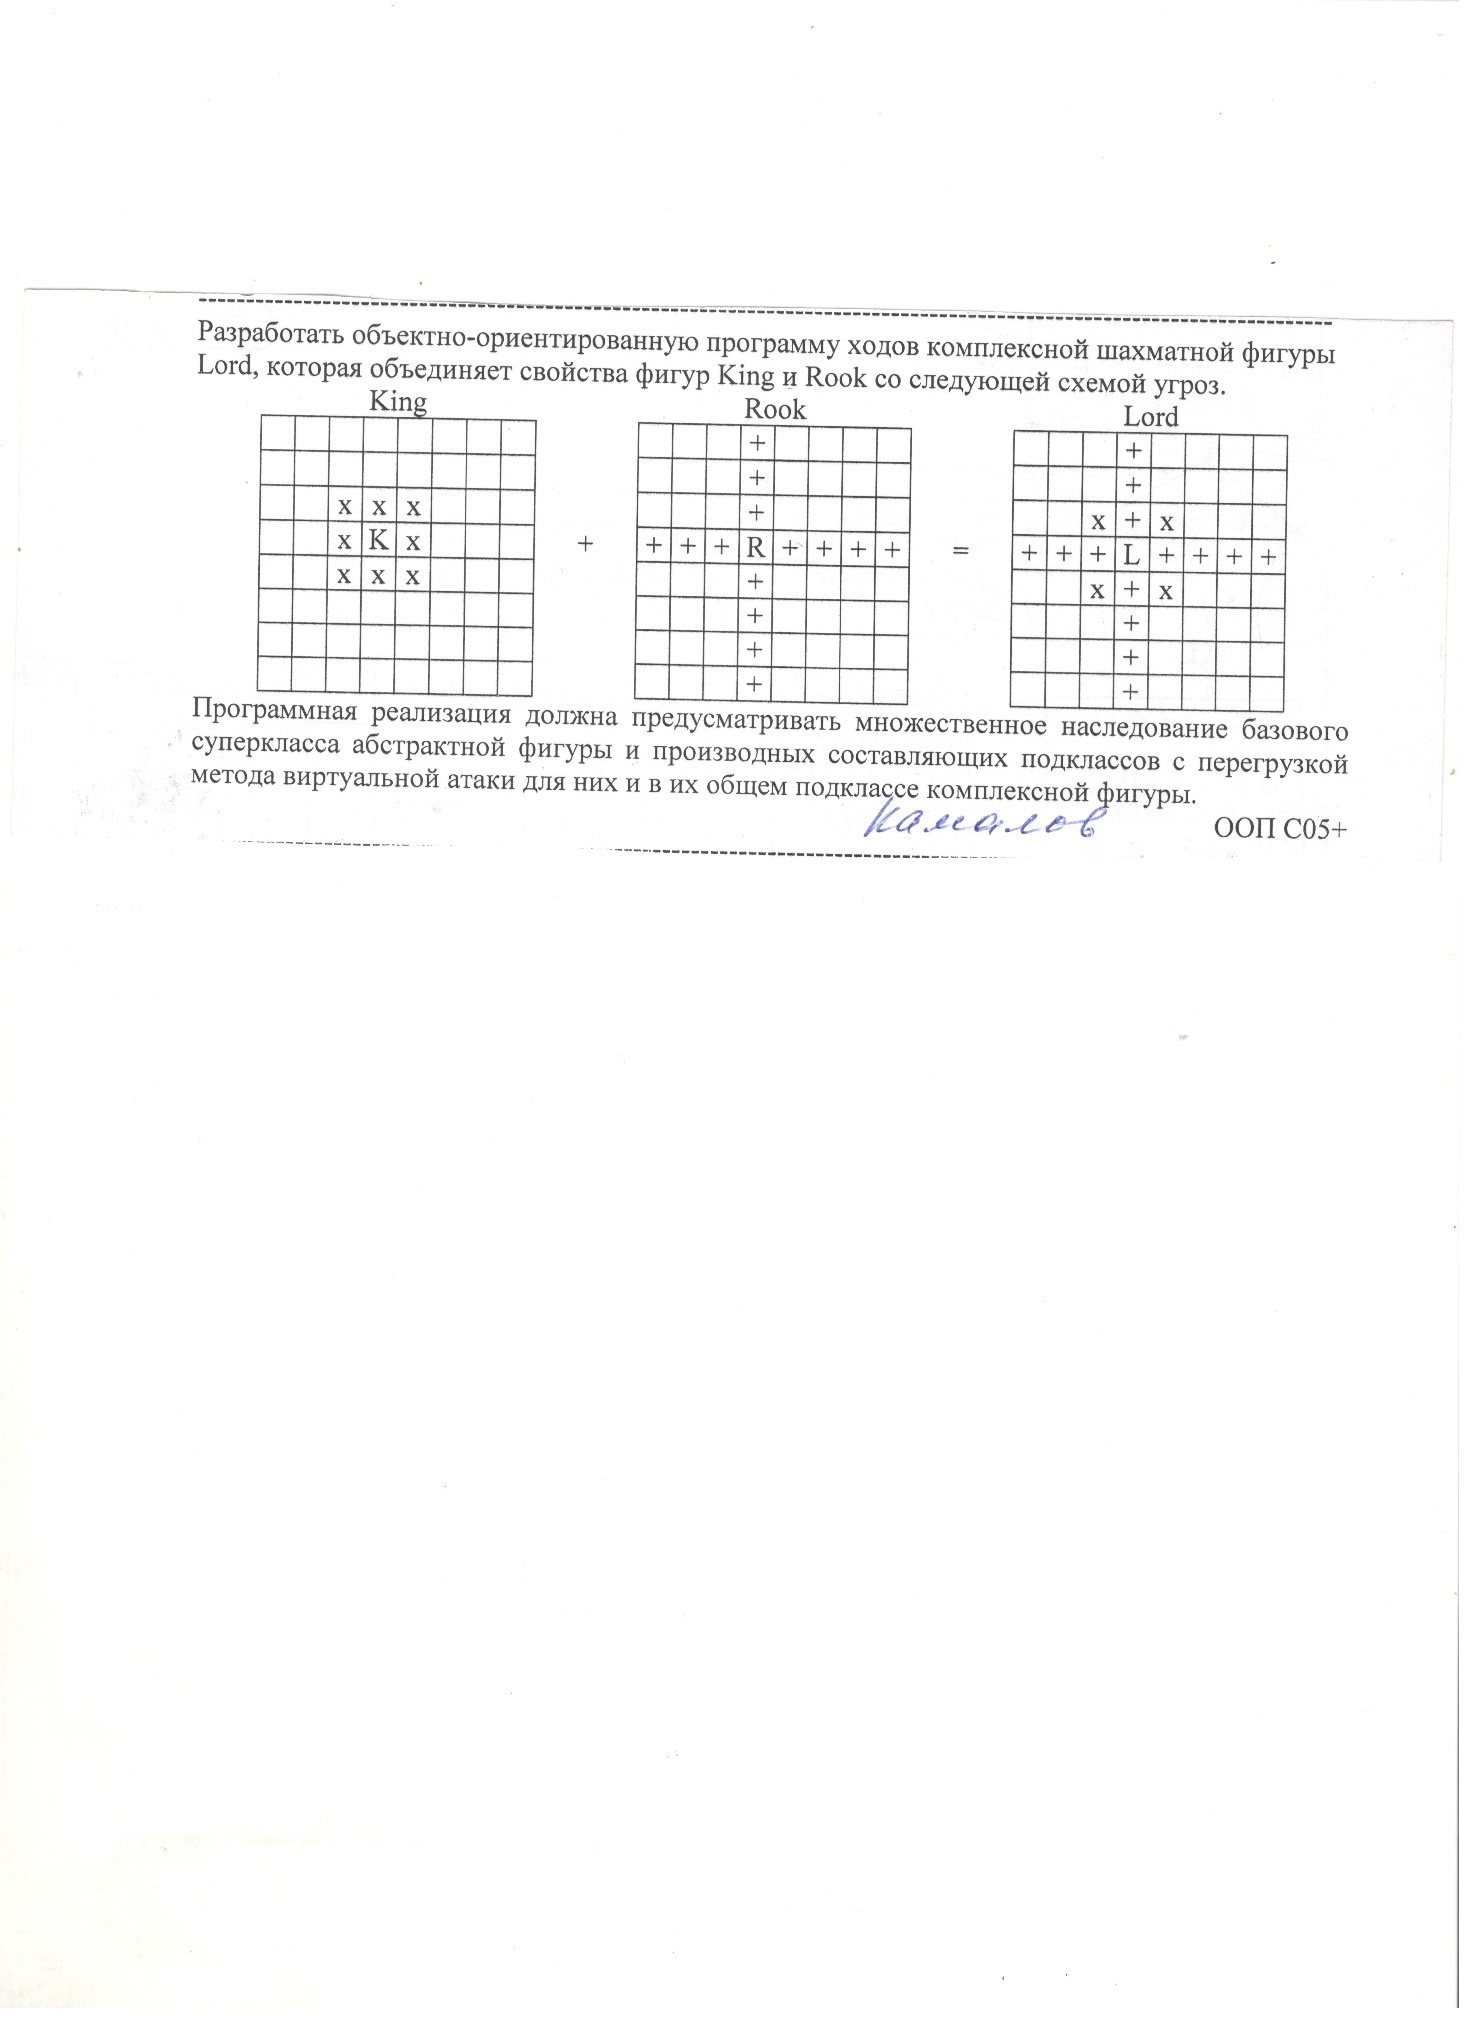 Разработать объектно-ориентированную программу ходов комплексной шахматной фигуры
Lord, которая объединяет свойства фигур King и Rook со следующей схемой угроз.
King Rook Lord
+ +
+ +
x x x + x + x
x K x + + + + R + + + + = + + + L + + + +
x x x + x + x
+ +
+ +
+ +
Программная реализация должна предусматривать множественное наследование базового
суперкласса абстрактной фигуры и производных составляющих подклассов с перегрузкой
метода виртуальной атаки для них и в их общем подклассе комплексной фигуры.
Камалов ООП С05+